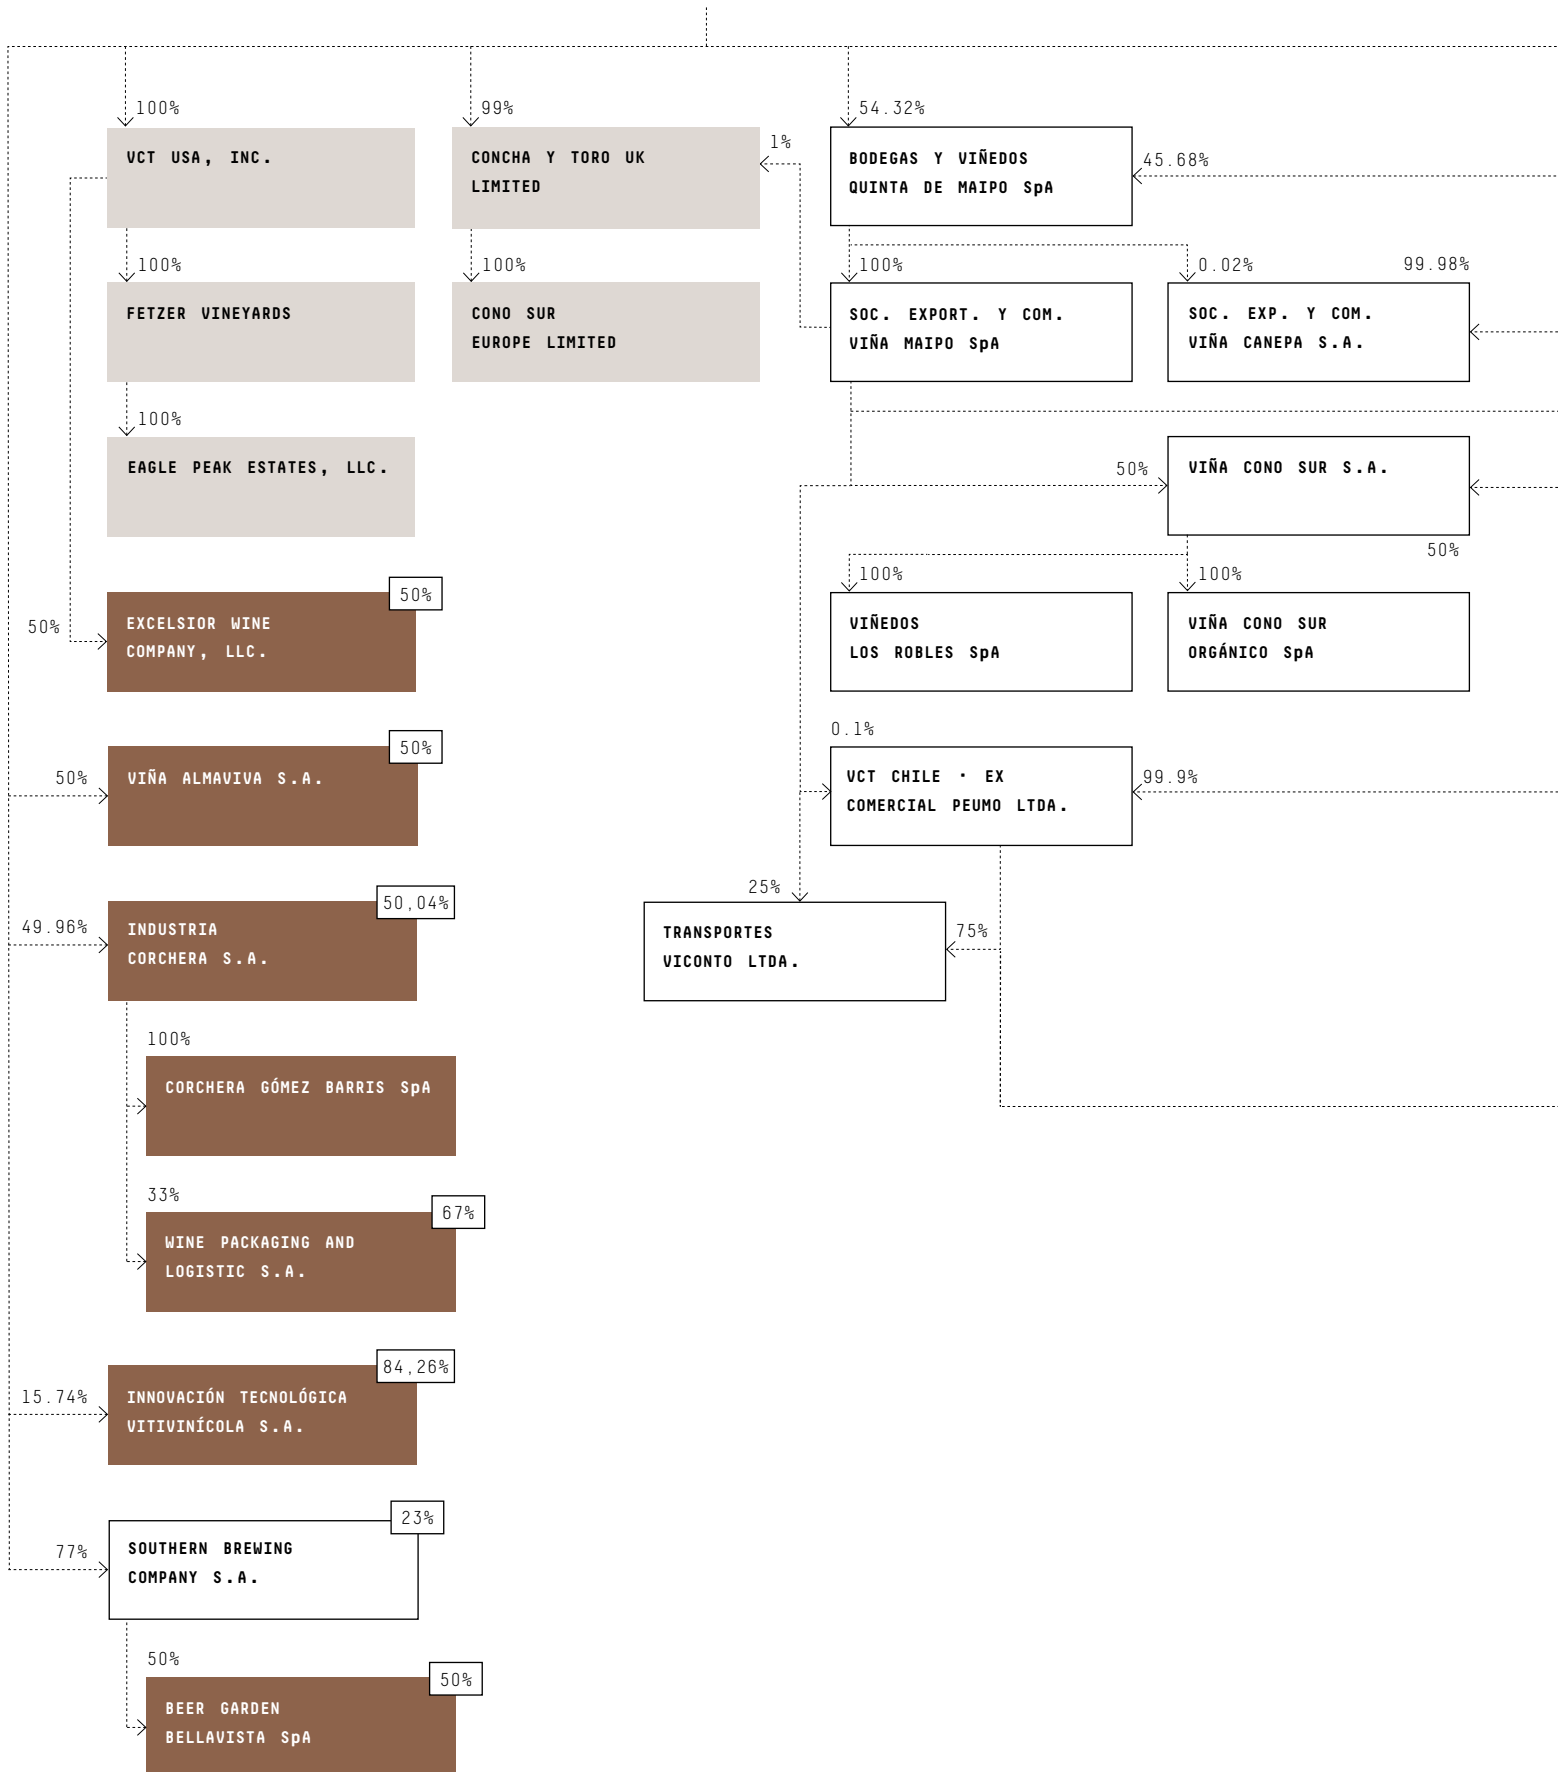 100%
VCT USA, INC.
99%
CONCHA Y TORO UK
LIMITED
1%
54.32%
BODEGAS Y VIÑEDOS
QUINTA DE MAIPO SpA
45.68%
100%
FETZER VINEYARDS
100%
CONO SUR
EUROPE LIMITED
100%
SOC. EXPORT. Y COM.
VIÑA MAIPO SpA
0.02%
99.98%
SOC. EXP. Y COM.
VIÑA CANEPA S.A.
100%
EAGLE PEAK ESTATES, LLC.
50%
VIÑA CONO SUR S.A.
50%
50%
50%
EXCELSIOR WINE
COMPANY, LLC.
100%
VIÑEDOS
LOS ROBLES SpA
100%
VIÑA CONO SUR
ORGÁNICO SpA
50%
50%
VIÑA ALMAVIVA S.A.
0.1%
VCT CHILE · EX
COMERCIAL PEUMO LTDA.
99.9%
49.96%
50,04%
INDUSTRIA
CORCHERA S.A.
25%
TRANSPORTES
VICONTO LTDA.
75%
100%
CORCHERA GÓMEZ BARRIS SpA
33%
67%
WINE PACKAGING AND
LOGISTIC S.A.
15.74%
84,26%
INNOVACIÓN TECNOLÓGICA
VITIVINÍCOLA S.A.
77%
23%
SOUTHERN BREWING
COMPANY S.A.
50%
50%
BEER GARDEN
BELLAVISTA SpA